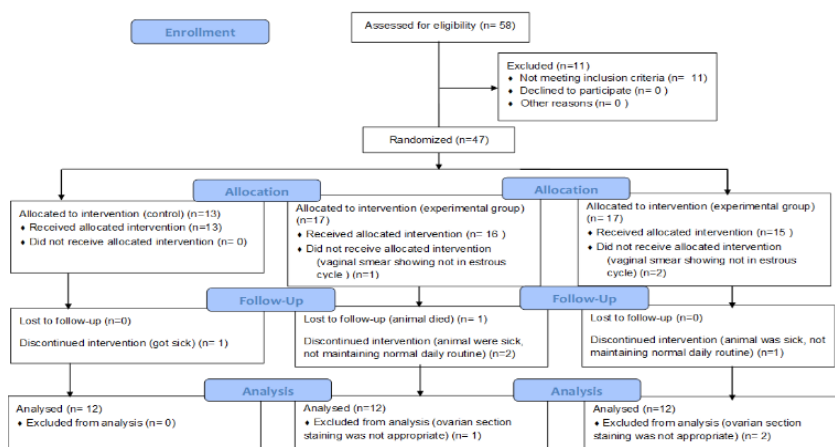 Enrollment
Assessed for eligibility (n= 58)
Excluded (n=11)
♦ Not meeting inclusion criteria (n= 11)
♦ Declined to participate (n= 0 )
♦ Other reasons (n= 0 )
Randomized (n=47)
Allocation
Allocation
Allocated to intervention (control) (n=13)
♦ Received allocated intervention (n=13)
♦ Did not receive allocated intervention (n= 0)
Allocated to intervention (experimental group)
(n=17)
♦ Received allocated intervention (n= 16 )
♦ Did not receive allocated intervention
(vaginal smear showing not in estrous
cycle ) (n=1)
Allocated to intervention (experimental group)
(n= 17)
♦ Received allocated intervention (n=15 )
♦ Did not receive allocated intervention
(vaginal smear showing not in estrous
cycle) (n=2)
Follow-Up
Follow-Up
Lost to follow-up (n=0)
Discontinued intervention (got sick) (n= 1)
Lost to follow-up (animal died) (n= 1)
Discontinued intervention (animal were sick,
not maintaining normal daily routine) (n=2)
Lost to follow-up (n=0)
Discontinued intervention (animal was sick, not
maintaining normal daily routine) (n=1)
Analysis
Analysis
Analysed (n= 12)
♦ Excluded from analysis (n= 0)
Analysed (n=12)
♦ Excluded from analysis (ovarian section
staining was not appropriate) (n= 1)
Analysed (n=12)
♦ Excluded from analysis (ovarian section
staining was not appropriate) (n= 2)